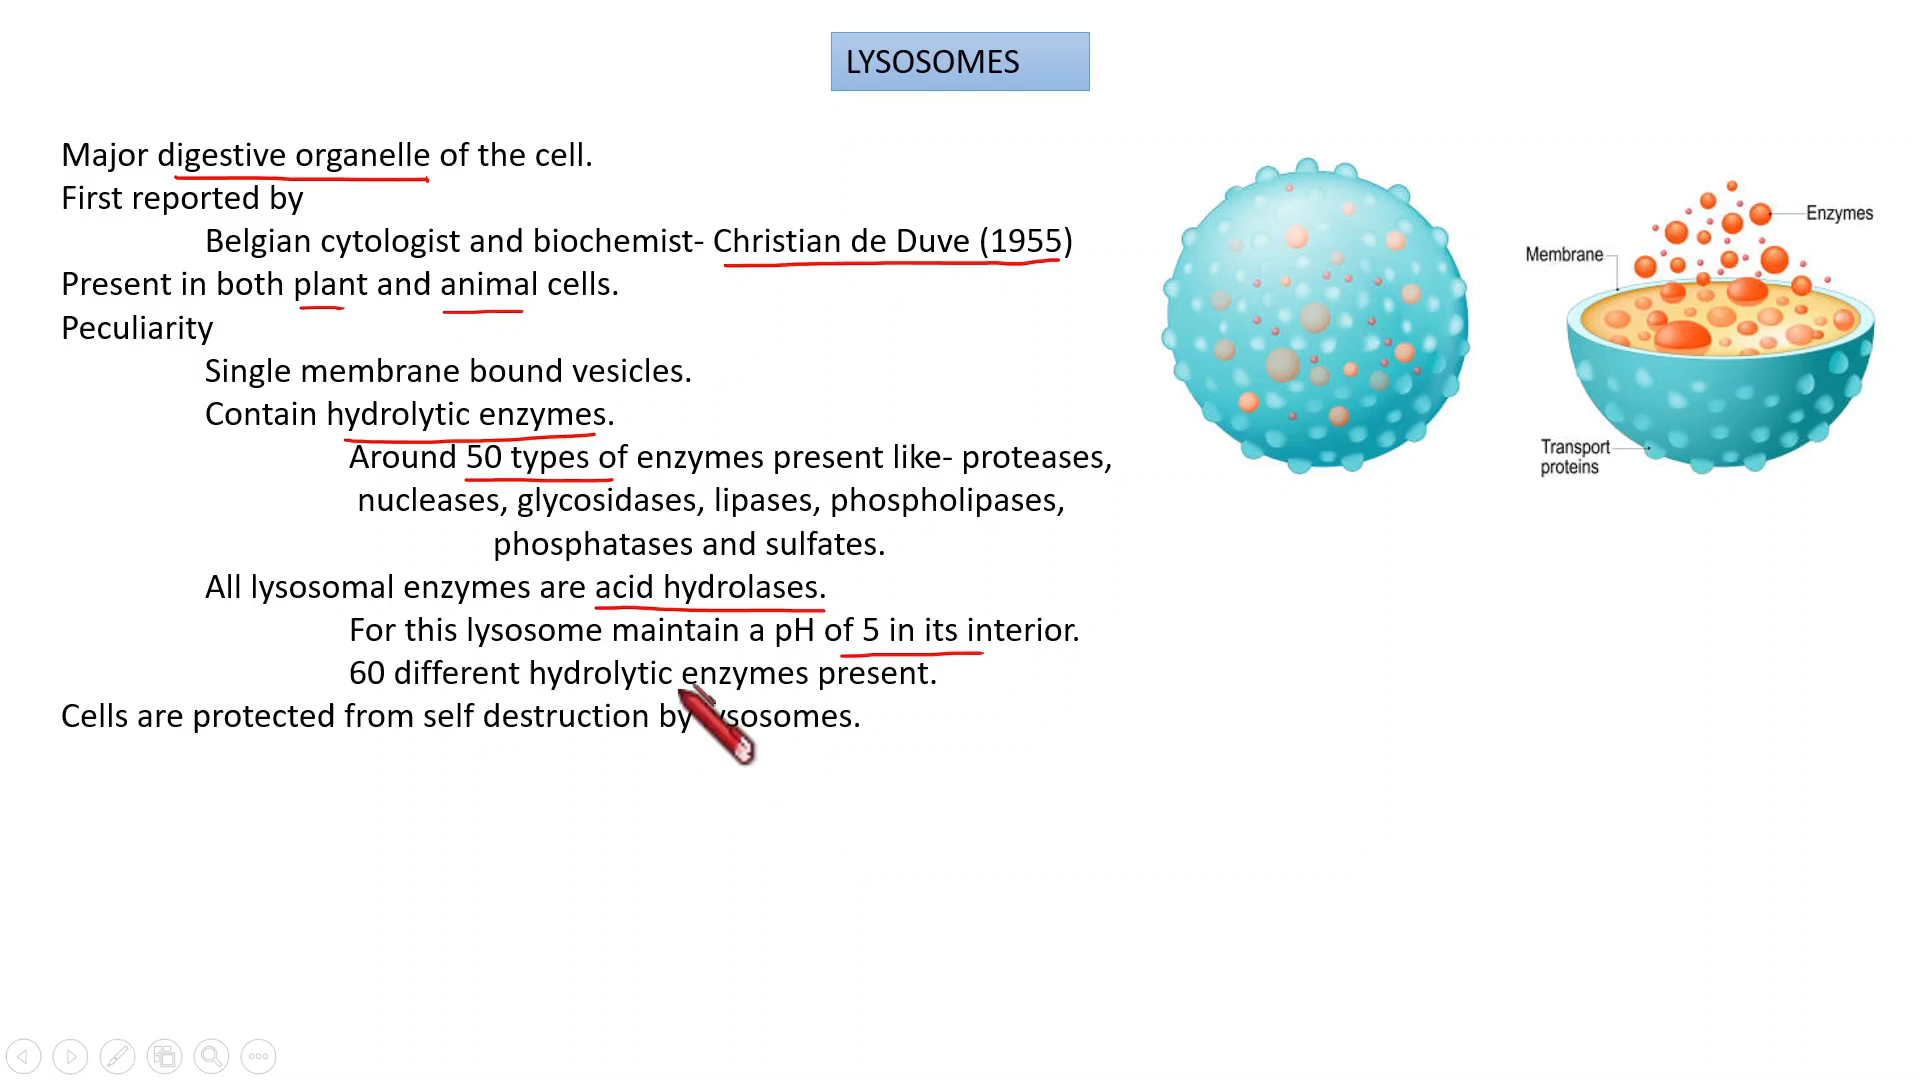 LYSOSOMES
Major digestive organelle of the cell.
First reported by
Belgian cytologist and biochemist- Christian de Duve (1955)
Present in both plant and animal cells.
Peculiarity
Single membrane bound vesicles.
Contain hydrolytic enzymes.
Around 50 types of enzymes present like- proteases,
nucleases, glycosidases, lipases, phospholipases,
phosphatases and sulfates.
All lysosomal enzymes are acid hydrolases.
For this lysosome maintain a pH of 5 in its interior.
60 different hydrolytic enzymes present.
Cells are protected from self destruction by lysosomes.
Enzymes
Membrane
Transport
proteins